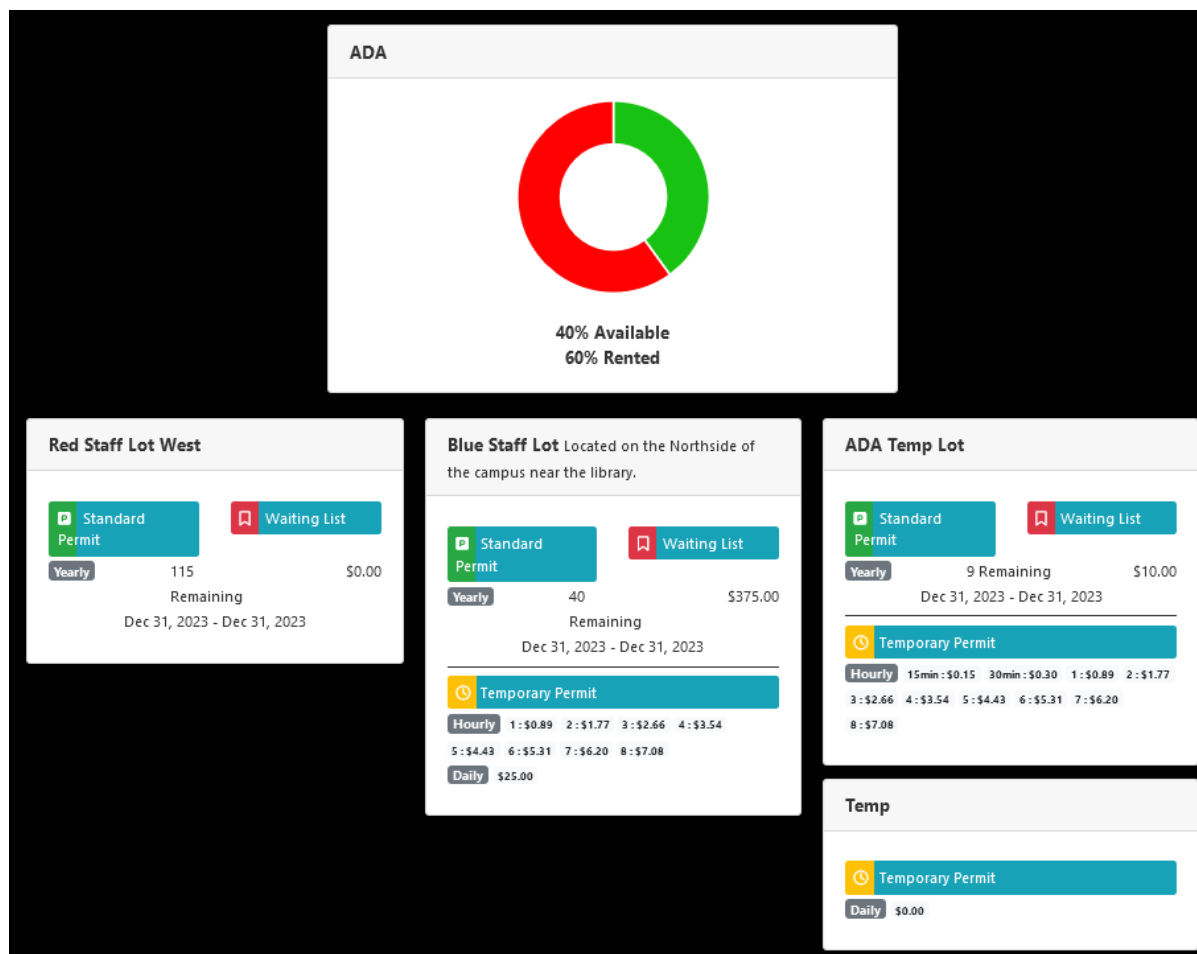 ADA
40% Available
60% Rented
Red Staff Lot West
Standard
Permit
Waiting List
Yearly 115 $0.00
Remaining
Dec 31, 2023 - Dec 31, 2023
Blue Staff Lot Located on the Northside of
the campus near the library.
Standard
Permit
Waiting List
Yearly 40 $375.00
Remaining
Dec 31, 2023 - Dec 31, 2023
Temporary Permit
Hourly 1 : $0.89 2 : $1.77 3 : $2.66 4 : $3.54
5 : $4.43 6 : $5.31 7 : $6.20 8 : $7.08
Daily $25.00
ADA Temp Lot
Standard
Permit
Waiting List
Yearly 9 Remaining $10.00
Dec 31, 2023 - Dec 31, 2023
Temporary Permit
Hourly 15min : $0.15 30min : $0.30 1 : $0.89 2 : $1.77
3 : $2.66 4 : $3.54 5 : $4.43 6 : $5.31 7 : $6.20
8 : $7.08
Temp
Temporary Permit
Daily $0.00